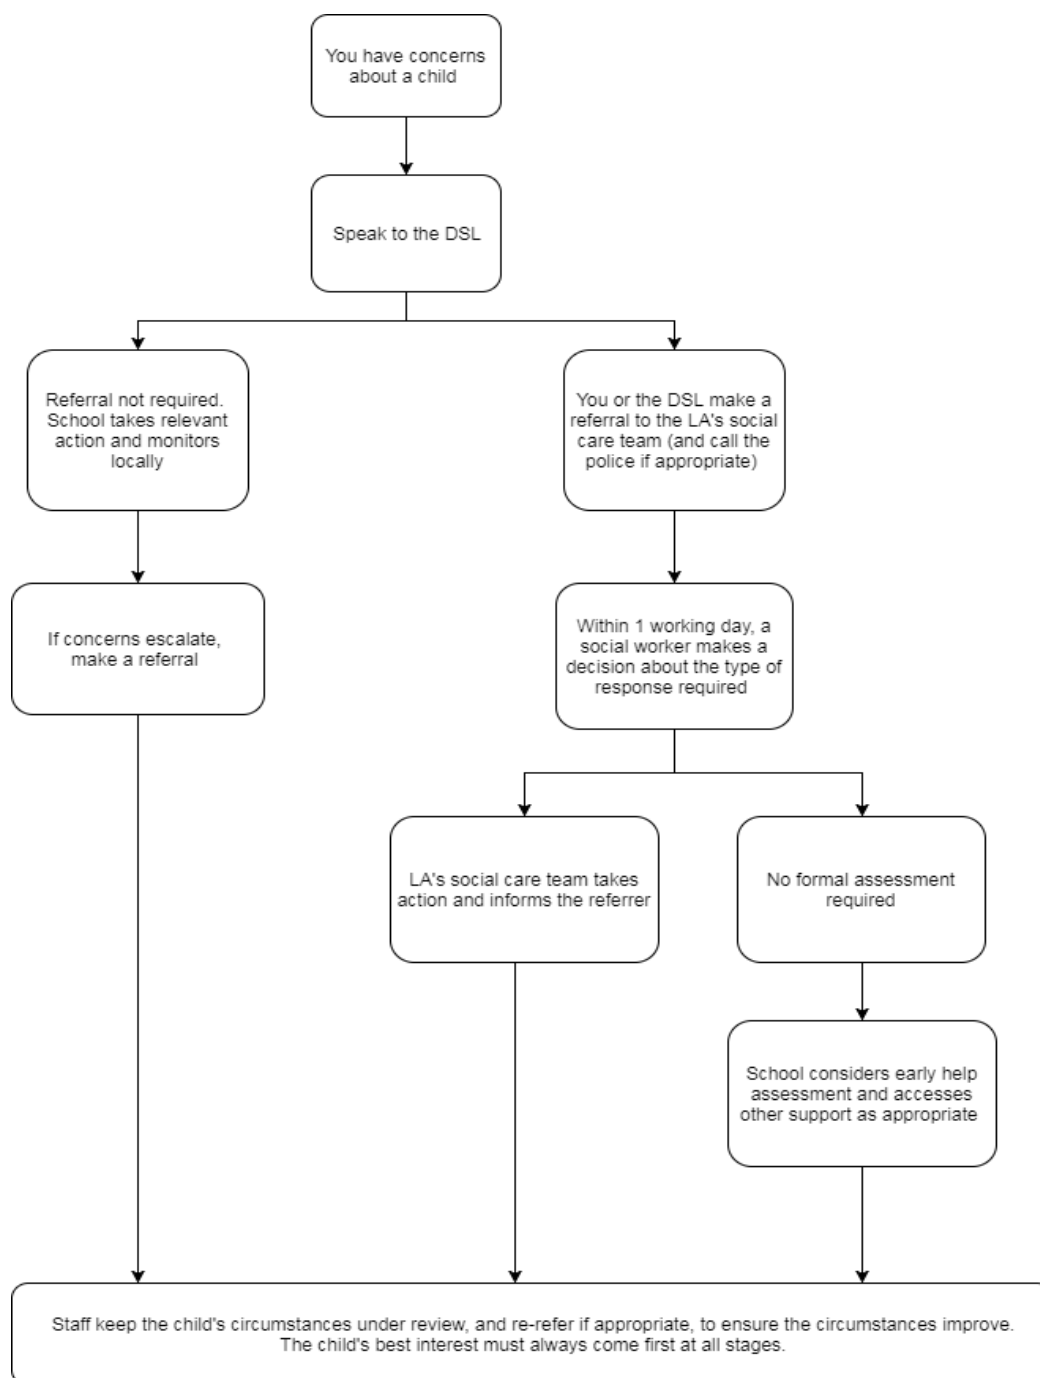 You have concerns
about a child
Speak to the DSL
Referral not required.
School takes relevant
action and monitors
locally
You or the DSL make a
referral to the LA's social
care team (and call the
police if appropriate)
If concerns escalate,
make a referral
Within 1 working day, a
social worker makes a
decision about the type of
response required
LA's social care team takes
action and informs the referrer
No formal assessment
required
School considers early help
assessment and accesses
other support as appropriate
Staff keep the child's circumstances under review, and re-refer if appropriate, to ensure the circumstances improve.
The child's best interest must always come first at all stages.